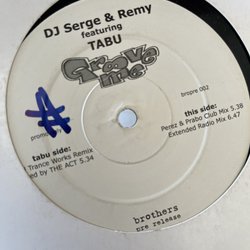 DJ Serge & Remy
featuring
TABU
Groove
me
promo
bropre 002
tabu side:
Trance Works Remix
ed by THE ACT 5.34
this side:
Perez & Prabo Club Mix 5.38
Extended Radio Mix 6.47
brothers
pre release